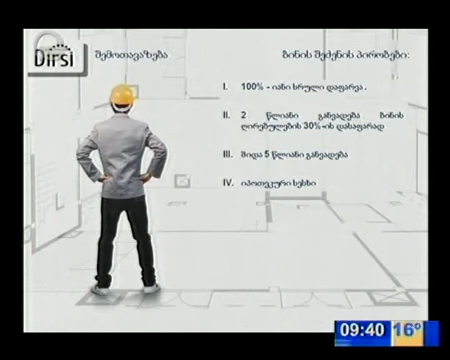 Dirsi
შემოთავაზება
ბინის შეძენის პირობები:
I. 100% - იანი სრული დაფარვა .
II. 2 წლიანი განვადება ბინის
ღირებულების 30%-ის დასაფარად
III. შიდა 5 წლიანი განვადება
IV. იპოთეკური სესხი
09:40 16°